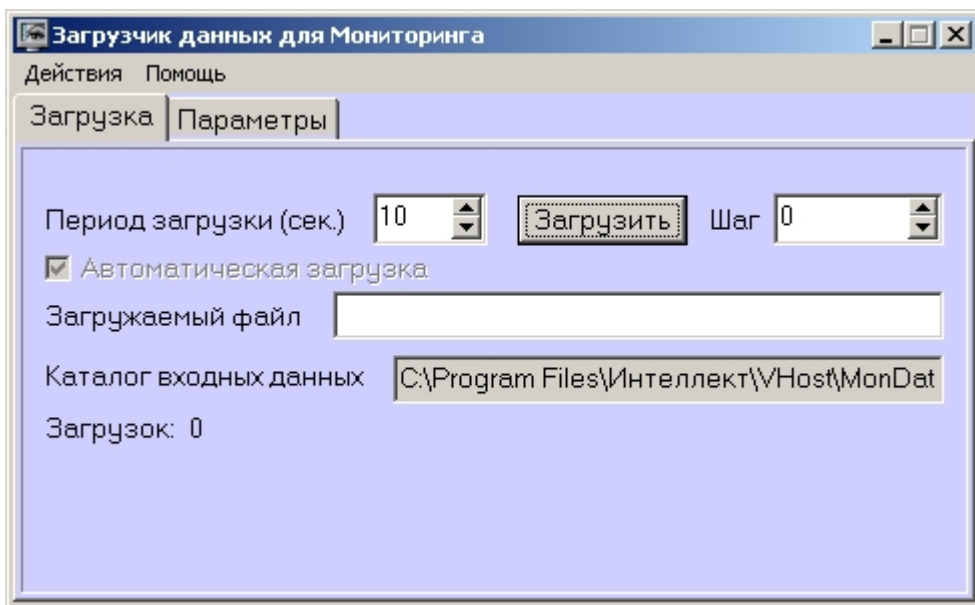 Загрузчик данных для Мониторинга
Действия Помощь
Загрузка Параметры
Период загрузки (сек.) 10 Загрузить Шаг 0
Автоматическая загрузка
Загружаемый файл
Каталог входных данных C:\Program Files\Интеллект\VHost\MonDat
Загрузок: 0